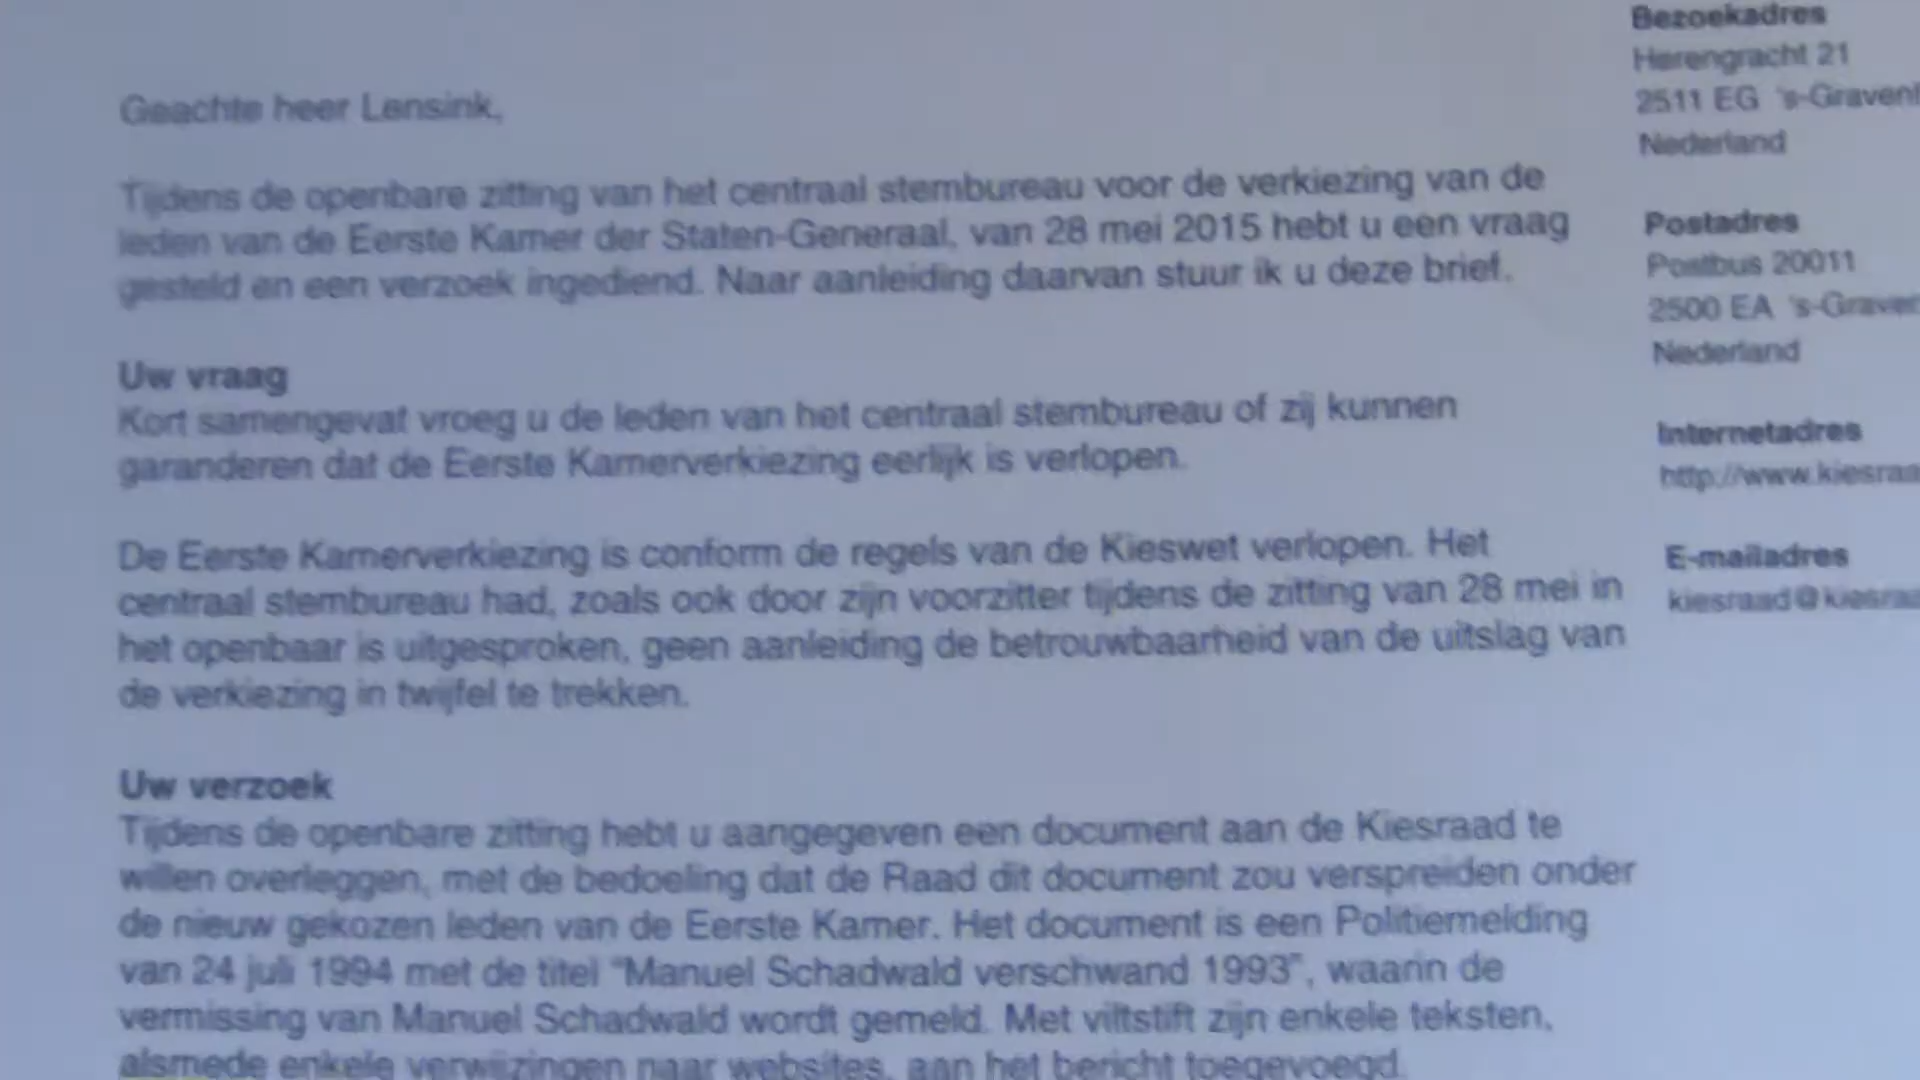 Geachte heer Lensink,
Tijdens de openbare zitting van het centraal stembureau voor de verkiezing van de
leden van de Eerste Kamer der Staten-Generaal, van 28 mei 2015 hebt u een vraag
gesteld en een verzoek ingediend. Naar aanleiding daarvan stuur ik u deze brief.
Uw vraag
Kort samengevat vroeg u de leden van het centraal stembureau of zij kunnen
garanderen dat de Eerste Kamerverkiezing eerlijk is verlopen.
De Eerste Kamerverkiezing is conform de regels van de Kieswet verlopen. Het
centraal stembureau had, zoals ook door zijn voorzitter tijdens de zitting van 28 mei in
het openbaar is uitgesproken, geen aanleiding de betrouwbaarheid van de uitslag van
de verkiezing in twijfel te trekken.
Uw verzoek
Tijdens de openbare zitting hebt u aangegeven een document aan de Kiesraad te
willen overleggen, met de bedoeling dat de Raad dit document zou verspreiden onder
de nieuw gekozen leden van de Eerste Kamer. Het document is een Politiemelding
van 24 juli 1994 met de titel "Manuel Schadwald verschwand 1993", waarin de
vermissing van Manuel Schadwald wordt gemeld. Met viltstift zijn enkele teksten,
alsmede enkele verwijzingen naar websites, aan het bericht toegevoegd.
Bezoekadres
Herengracht 21
2511 EG 's-Gravenh
Nederland
Postadres
Postbus 20011
2500 EA 's-Graven
Nederland
Internetadres
http://www.kiesraa
E-mailadres
kiesraad@kiesraa